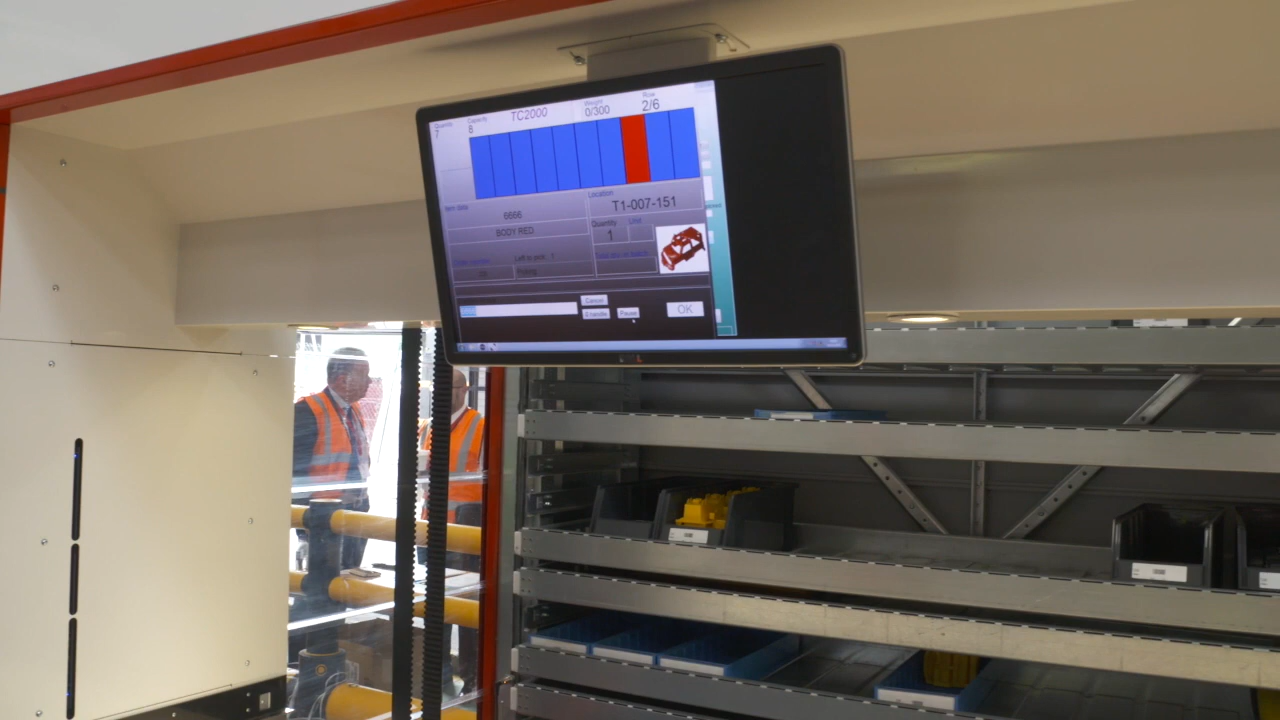 Quantity Capacity TC2000 Weight Row
7 8 0/300 2/6
Item data Location
6666 T1-007-151
BODY RED Quantity Unit
1
Left to pick 1
Cancel
Pause OK